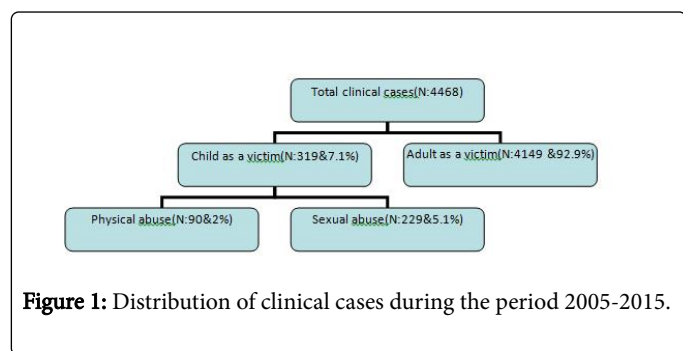 Total clinical cases(N:4468)
Child as a victim(N:319&7.1%)
Adult as a victim(N:4149 &92.9%)
Physical abuse(N:90&2%)
Sexual abuse(N:229&5.1%)
Figure 1: Distribution of clinical cases during the period 2005-2015.